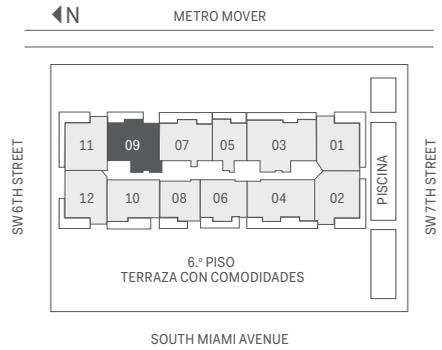 N
METRO MOVER
SW 6TH STREET
11
09
07
05
03
01
12
10
08
06
04
02
PISCINA
SW 7TH STREET
6.º PISO
TERRAZA CON COMODIDADES
SOUTH MIAMI AVENUE